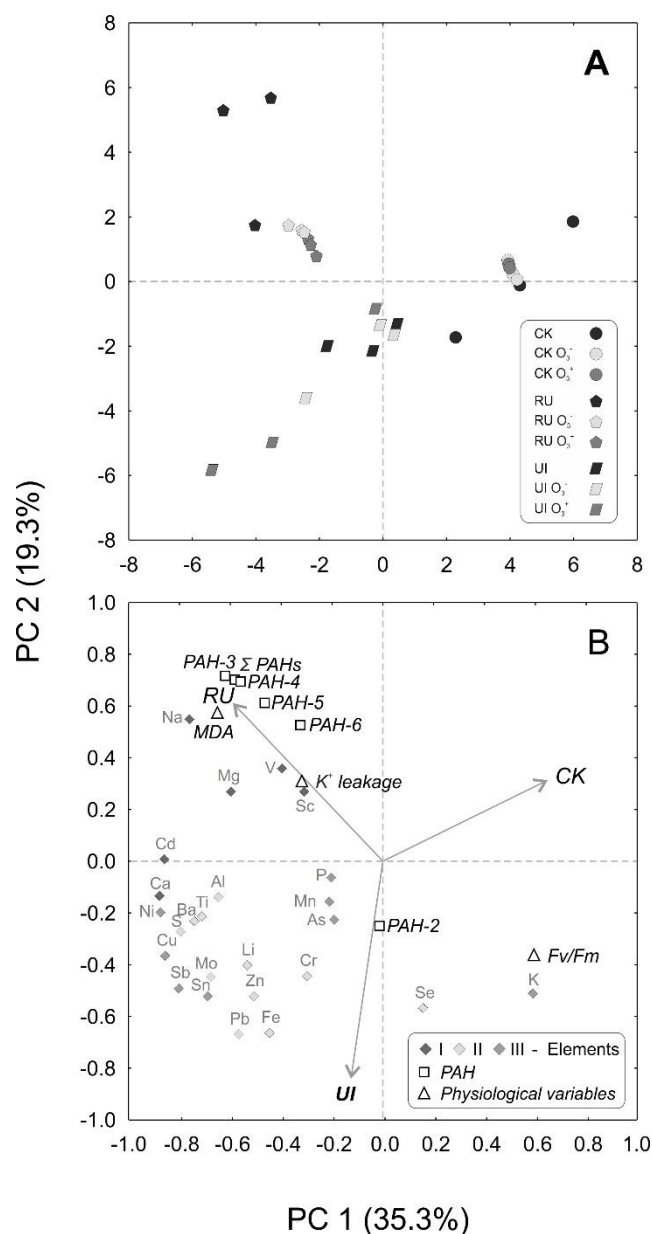 A
8
6
4
2
0
-2
-4
-6
-8
-8 -6 -4 -2 0 2 4 6 8
CK
CK O₃⁻
CK O₃⁺
RU
RU O₃⁻
RU O₃⁻
UI
UI O₃⁻
UI O₃⁺
PC 2 (19.3%)
B
1.0
0.8
0.6
0.4
0.2
0.0
-0.2
-0.4
-0.6
-0.8
-1.0
-1.0 -0.8 -0.6 -0.4 -0.2 0.0 0.2 0.4 0.6 0.8 1.0
PAH-3 Σ PAHs
PAH-4
RU
PAH-5
Na
MDA
PAH-6
V
K⁺ leakage
Mg
Sc
CK
Cd
Ca
Al
P
Ni
Ba
Ti
Mn
S
As
PAH-2
Cu
Li
Cr
Fv/Fm
Sb
Mo
Sn
Zn
Se
K
Pb
Fe
UI
I II III - Elements
PAH
Physiological variables
PC 1 (35.3%)